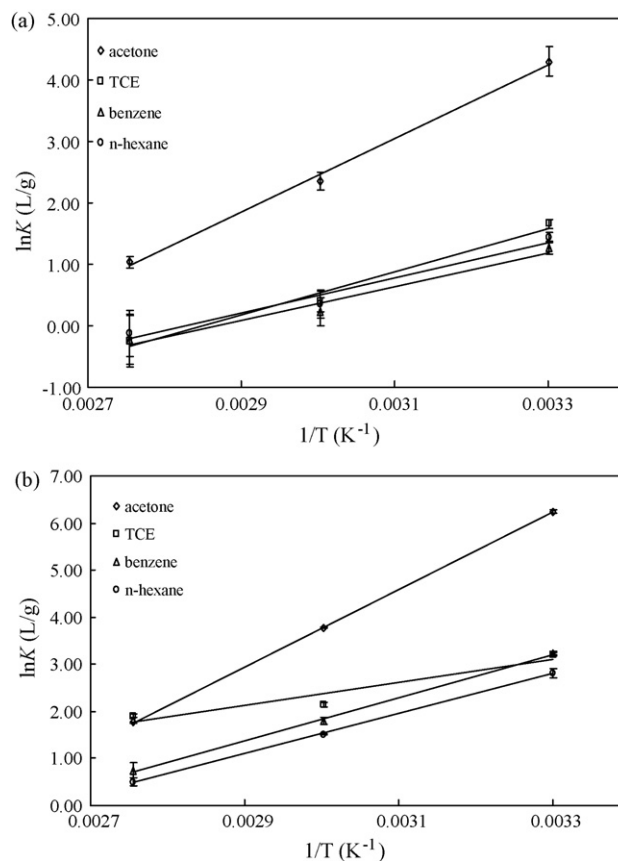 (a)
acetone
TCE
benzene
n-hexane
lnK (L/g)
5.00
4.00
3.00
2.00
1.00
0.00
-1.00
0.0027 0.0029 0.0031 0.0033
1/T (K⁻¹)
(b)
acetone
TCE
benzene
n-hexane
lnK (L/g)
7.00
6.00
5.00
4.00
3.00
2.00
1.00
0.00
0.0027 0.0029 0.0031 0.0033
1/T (K⁻¹)